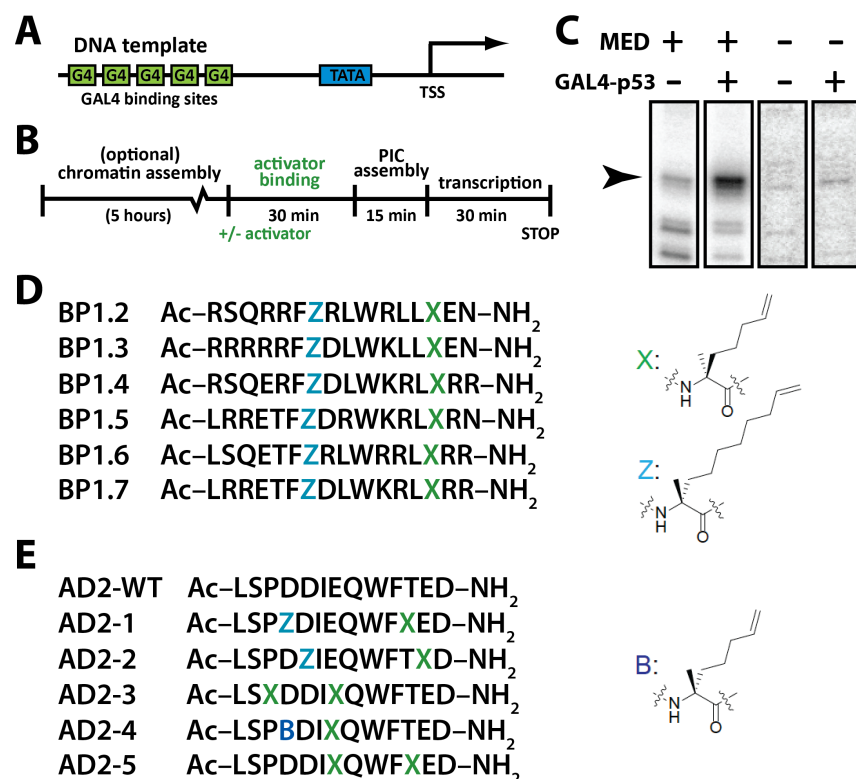 A
DNA template
G4 G4 G4 G4 G4 TATA
GAL4 binding sites
TSS
B
(optional)
chromatin assembly
activator
binding
PIC
assembly
transcription
(5 hours) 30 min 15 min 30 min
+/- activator
STOP
C
MED + + - -
GAL4-p53 - + - +
D
BP1.2 Ac–RSQRRFZRLWRLLXEN–NH2
BP1.3 Ac–RRRRRFZDLWKLLXEN–NH2
BP1.4 Ac–RSQERFZDLWKRLXRR–NH2
BP1.5 Ac–LRRETFZDRWKRLXRN–NH2
BP1.6 Ac–LSQETFZRLWRRLXRR–NH2
BP1.7 Ac–LRRETFZDLWKRLXRR–NH2
X:
N
H
O
Z:
N
H
O
E
AD2-WT Ac–LSPDDIEQWFTED–NH2
AD2-1 Ac–LSPZDIEQWFXED–NH2
AD2-2 Ac–LSPDZIEQWFTXD–NH2
AD2-3 Ac–LSXDDIXQWFTED–NH2
AD2-4 Ac–LSPBDIXQWFTED–NH2
AD2-5 Ac–LSPDDIXQWFXED–NH2
B:
N
H
O